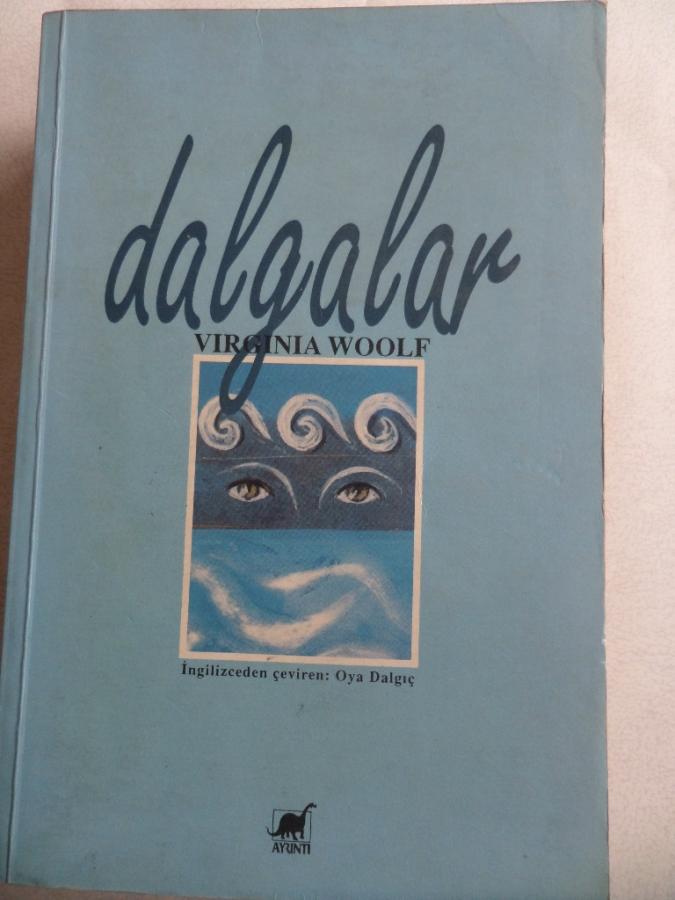 dalgalar
VIRGINIA WOOLF
İngilizceden çeviren: Oya Dalgıç
AYRINTI